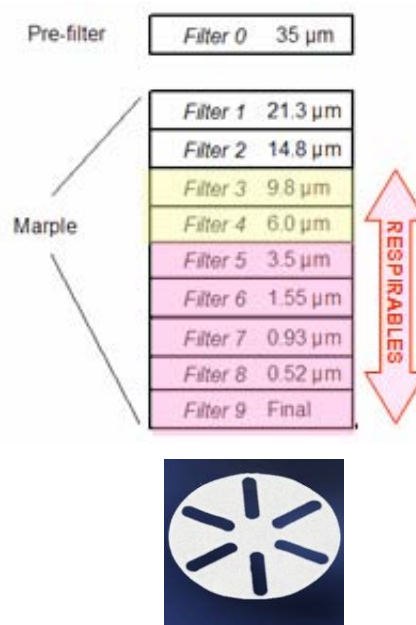 Pre-filter
Filter 0 35 µm
Filter 1 21.3 µm
Filter 2 14.8 µm
Filter 3 9.8 µm
Filter 4 6.0 µm
Marple
Filter 5 3.5 µm
Filter 6 1.55 µm
Filter 7 0.93 µm
Filter 8 0.52 µm
Filter 9 Final
RESPIRABLES